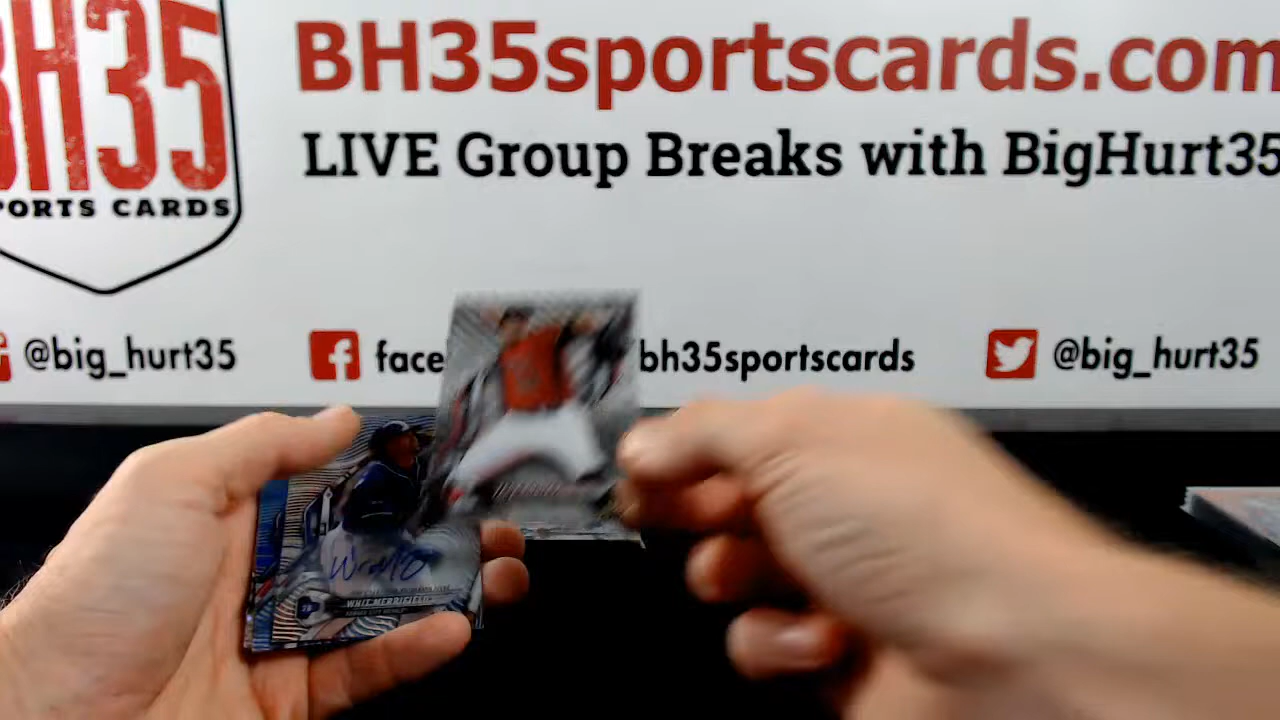 BH35
PORTS CARDS
BH35sportscards.com
LIVE Group Breaks with BigHurt35
@big_hurt35
face
bh35sportscards
@big_hurt35
WHIT MERRIFIELD